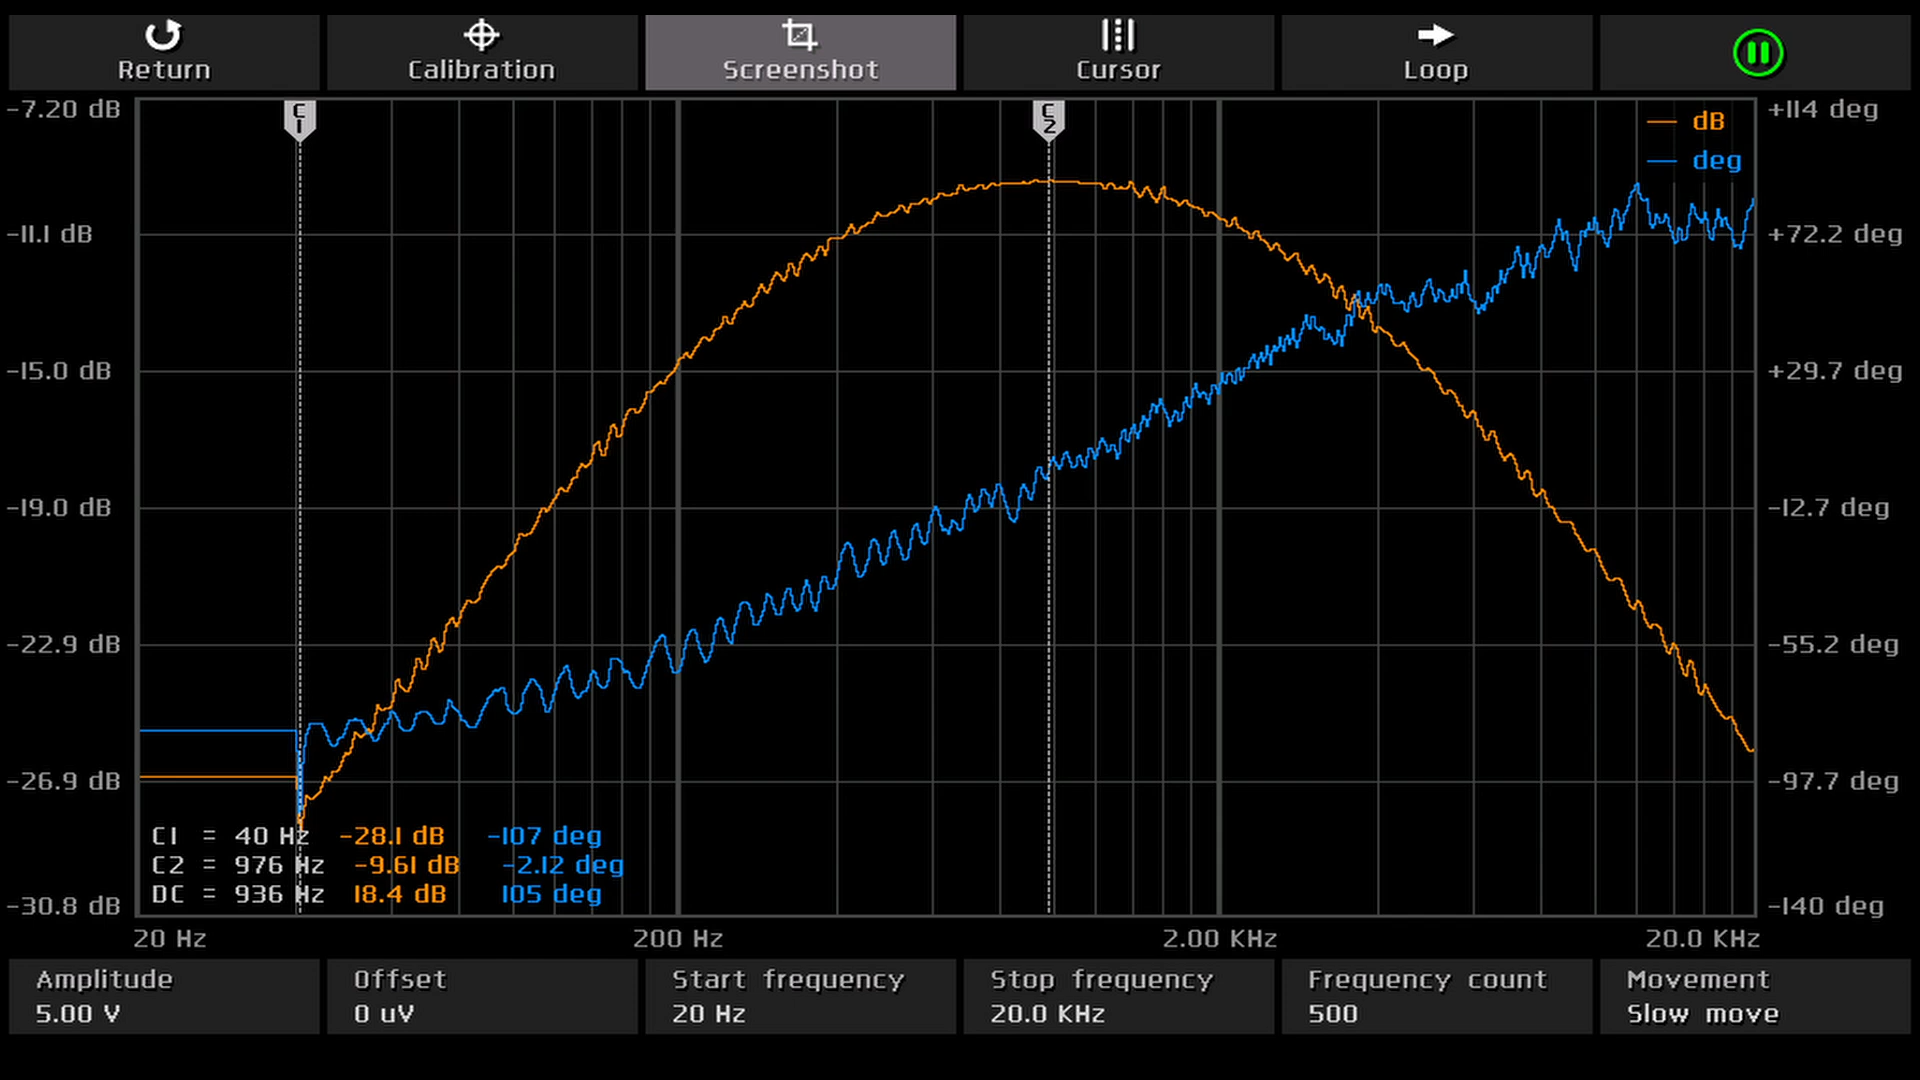 Return
Calibration
Screenshot
Cursor
Loop
-7.20 dB
-11.1 dB
-15.0 dB
-19.0 dB
-22.9 dB
-26.9 dB
-30.8 dB
C1
C2
dB
deg
+114 deg
+72.2 deg
+29.7 deg
-12.7 deg
-55.2 deg
-97.7 deg
-140 deg
C1 = 40 Hz -28.1 dB -107 deg
C2 = 976 Hz -9.61 dB -2.12 deg
DC = 936 Hz 18.4 dB 105 deg
20 Hz 200 Hz 2.00 KHz 20.0 KHz
Amplitude
5.00 V
Offset
0 uV
Start frequency
20 Hz
Stop frequency
20.0 KHz
Frequency count
500
Movement
Slow move